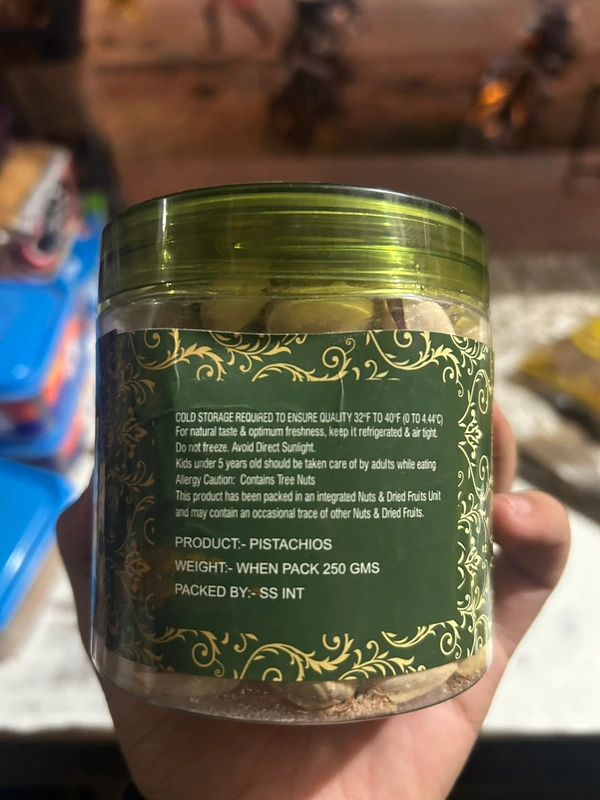 COLD STORAGE REQUIRED TO ENSURE QUALITY 32°F TO 40°F (0 TO 4.44°C)
For natural taste & optimum freshness, keep it refrigerated & air tight.
Do not freeze. Avoid Direct Sunlight.
Kids under 5 years old should be taken care of by adults while eating
Allergy Caution: Contains Tree Nuts
This product has been packed in an integrated Nuts & Dried Fruits Unit
and may contain an occasional trace of other Nuts & Dried Fruits.
PRODUCT:- PISTACHIOS
WEIGHT:- WHEN PACK 250 GMS
PACKED BY:- SS INT